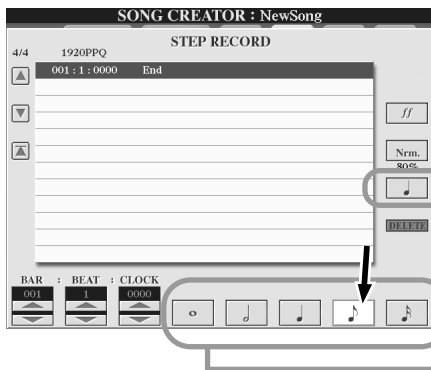 SONG CREATOR : NewSong
STEP RECORD
4/4 1920PPQ
001 : 1 : 0000 End
ff
Nrm.
80%
DELETE
BAR : BEAT : CLOCK
001 1 0000